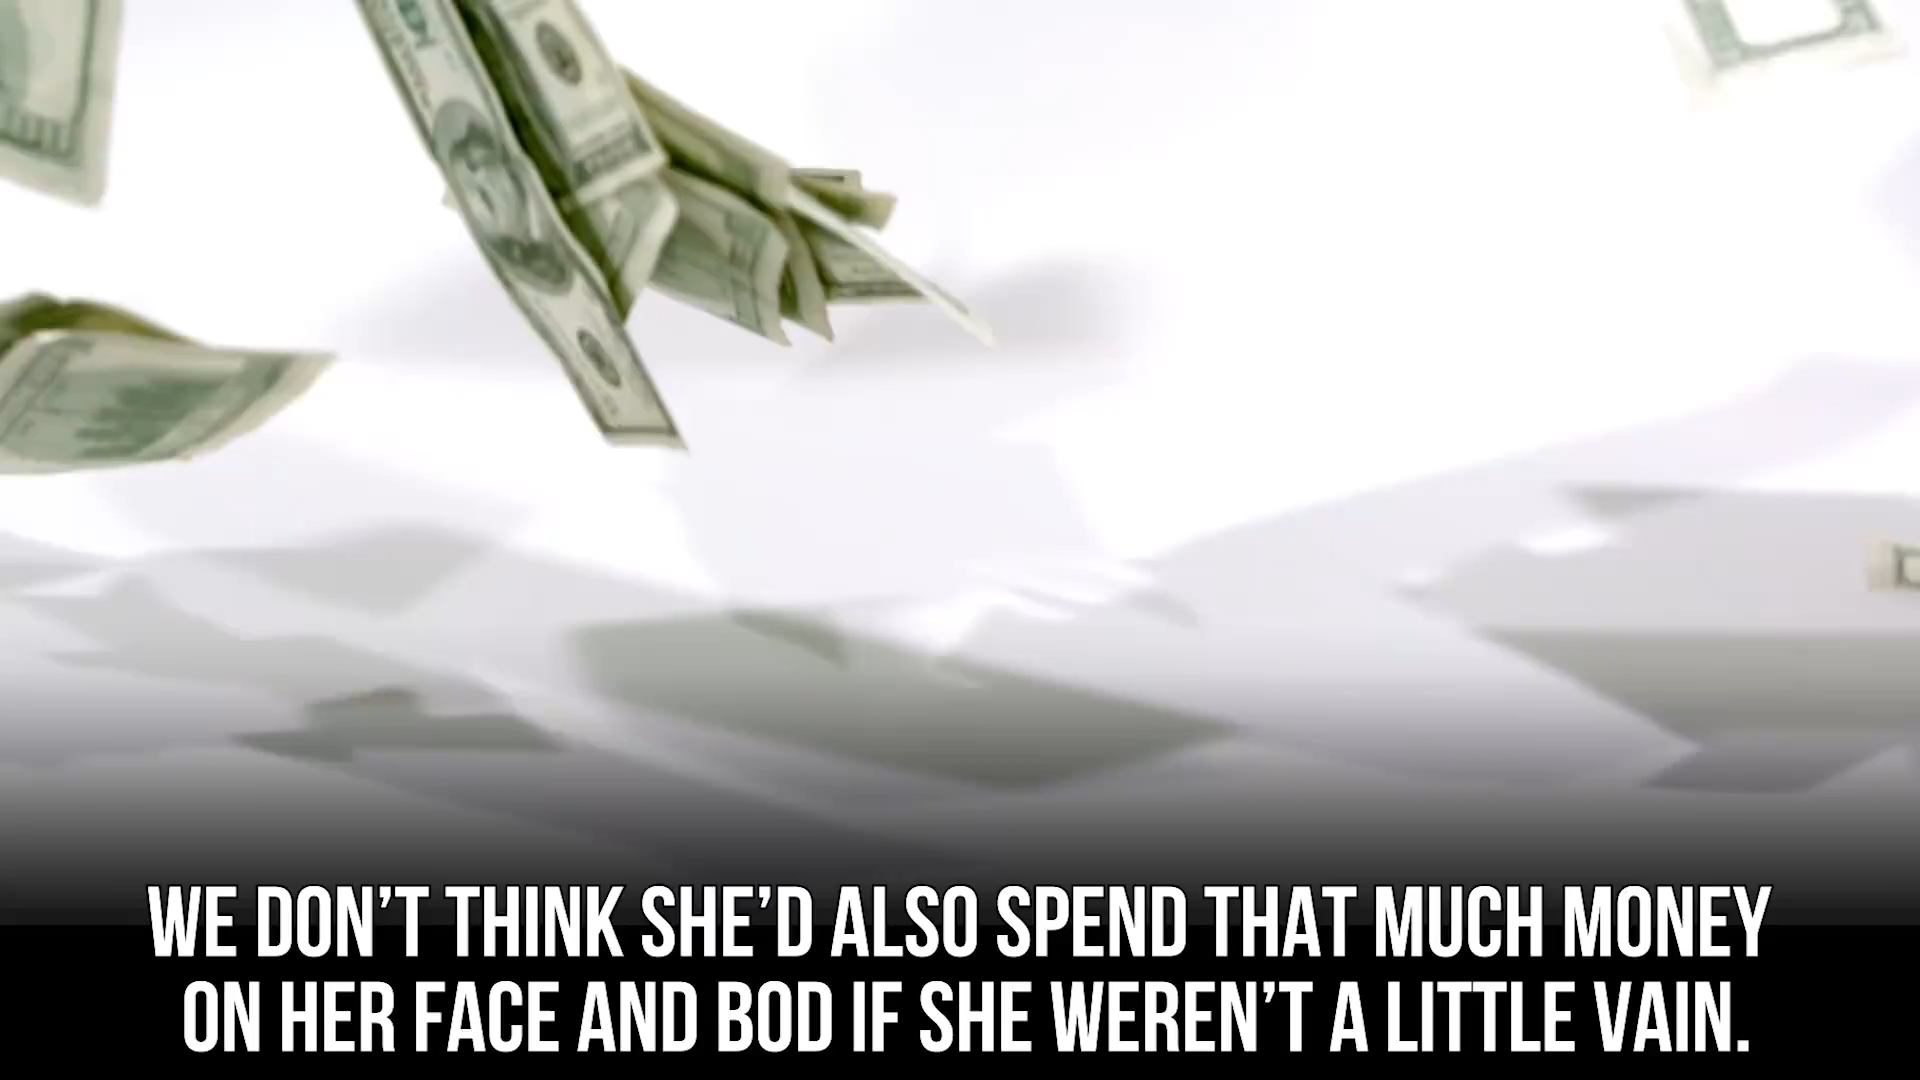 WE DON’T THINK SHE’D ALSO SPEND THAT MUCH MONEY
ON HER FACE AND BOD IF SHE WEREN’T A LITTLE VAIN.